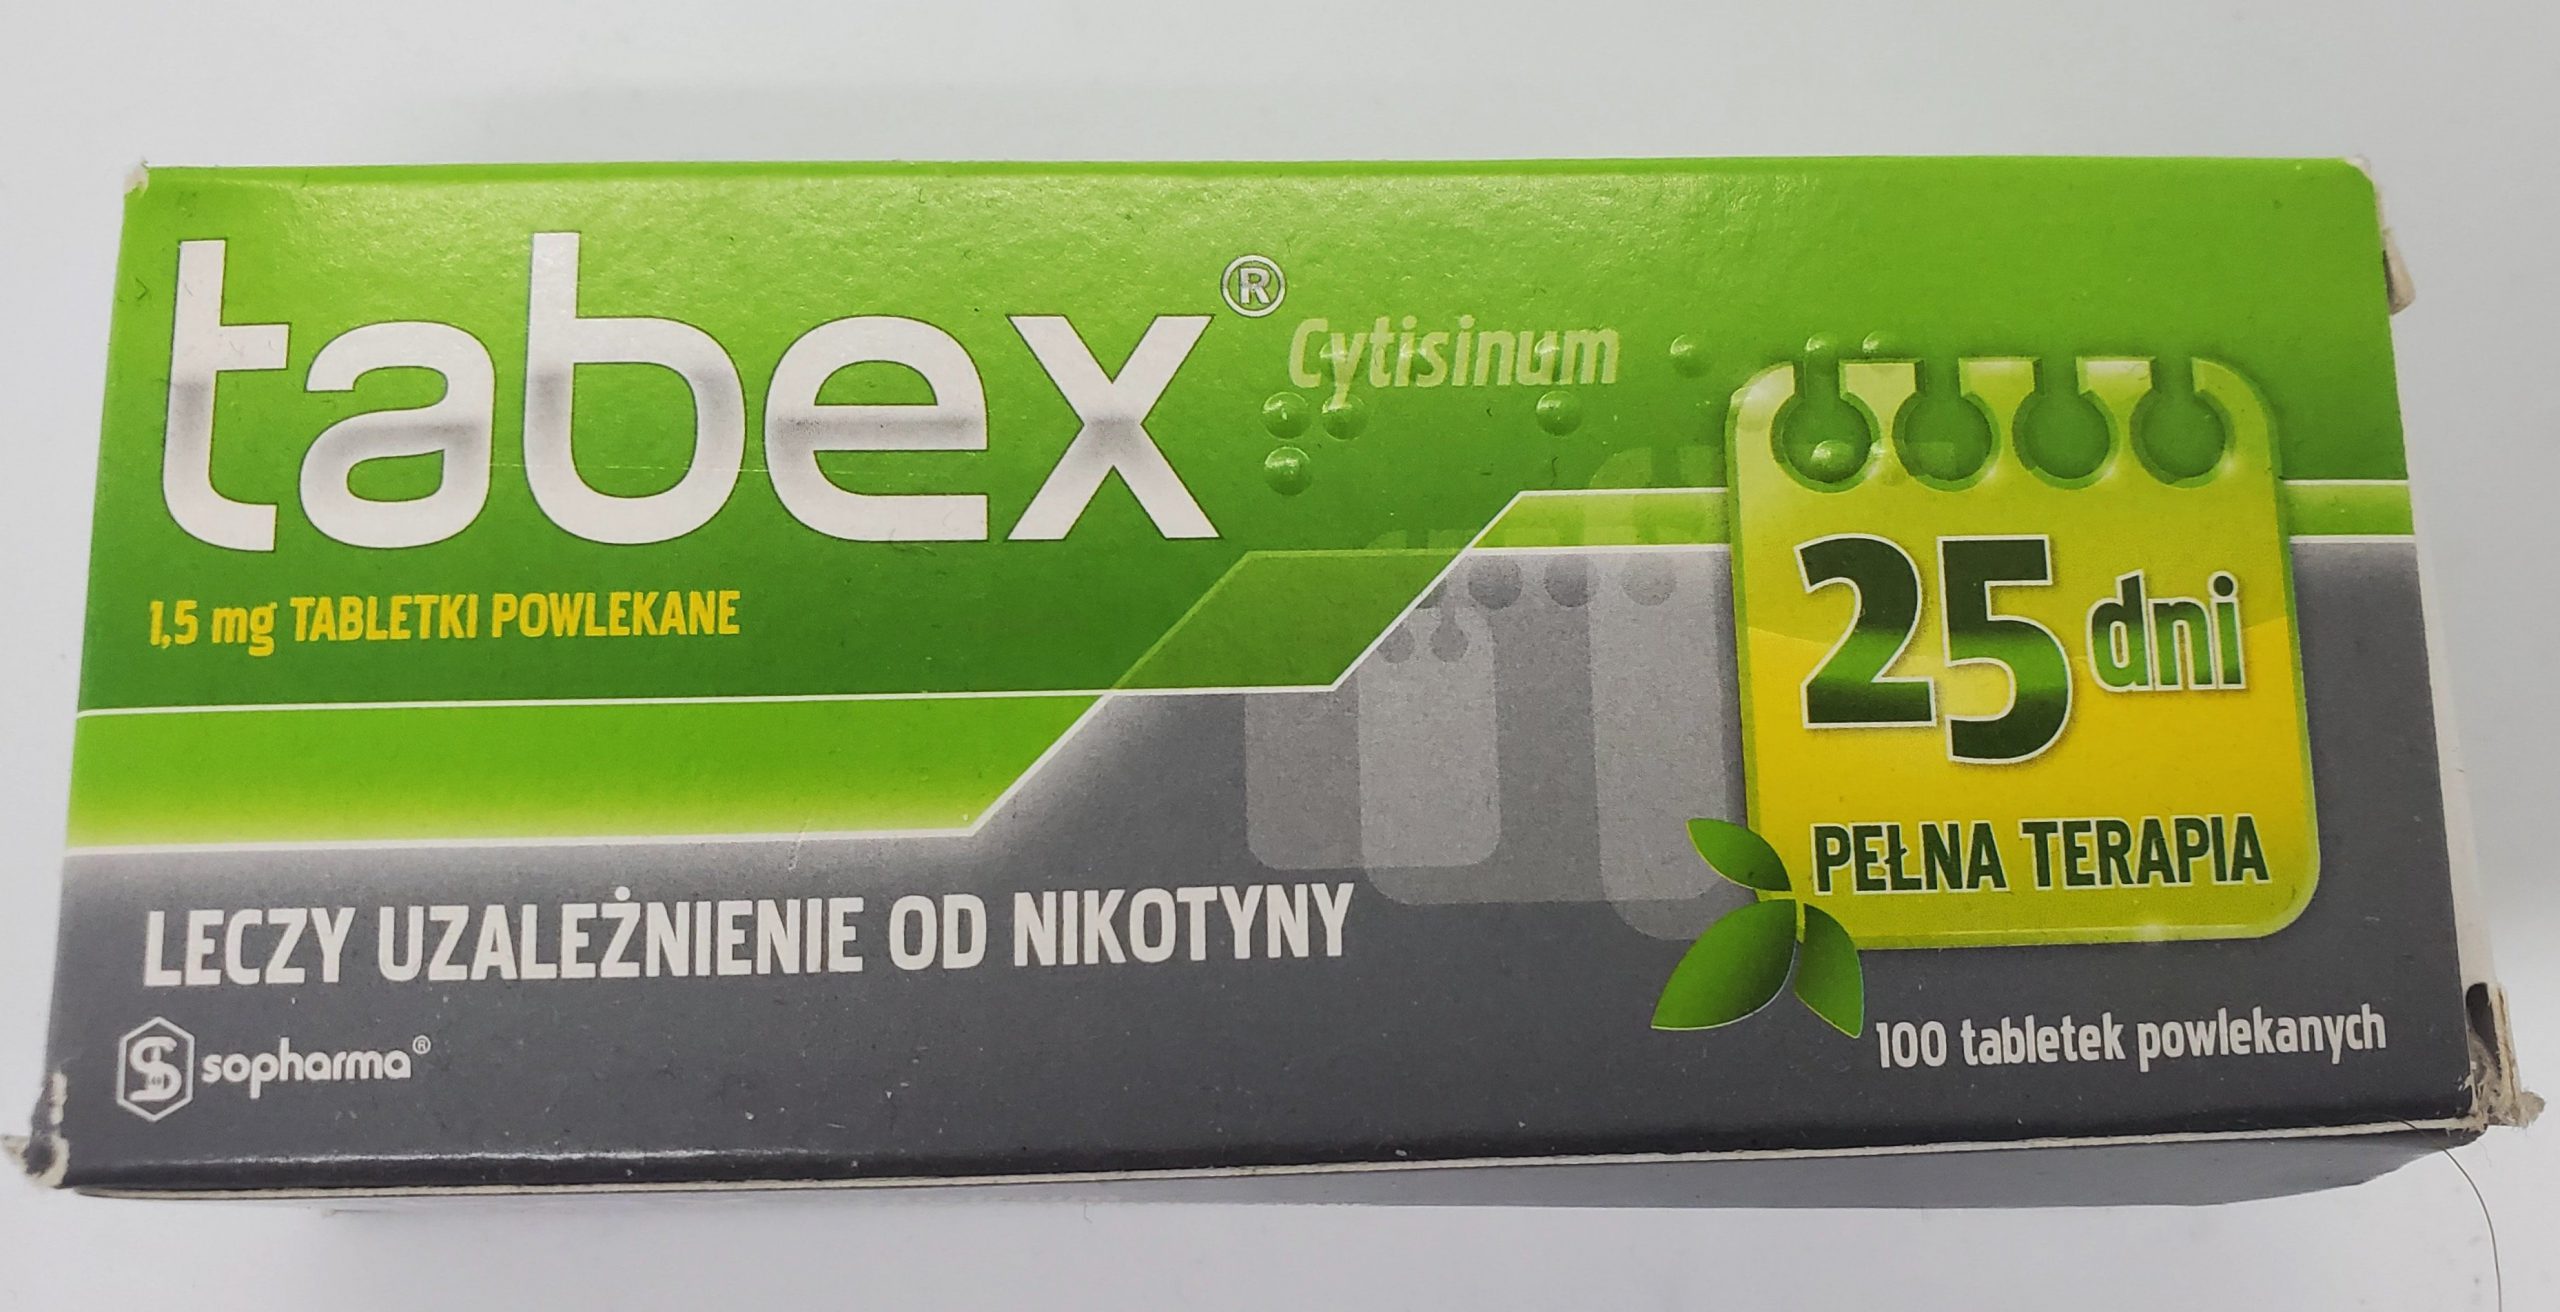 tabex® Cytisinum
1,5 mg TABLETKI POWLEKANE
25 dni
PEŁNA TERAPIA
LECZY UZALEŻNIENIE OD NIKOTYNY
sopharma®
100 tabletek powlekanych